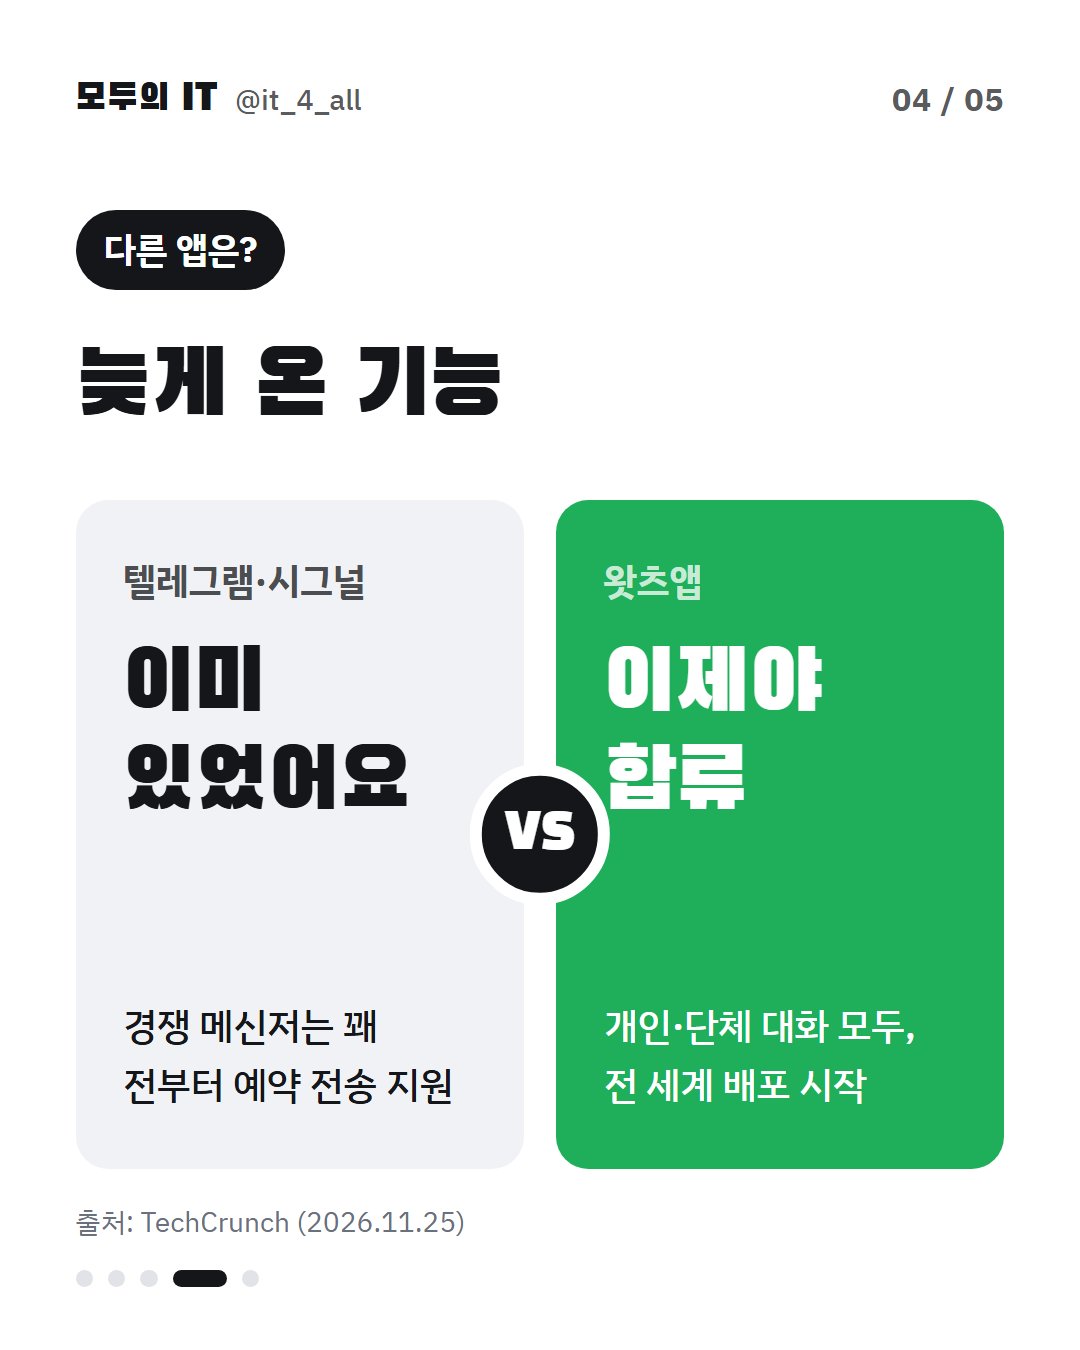 모두의 IT @it_4_all
04 / 05
다른 앱은?
늦게 온 기능
텔레그램·시그널
이미
있었어요
VS
왓츠앱
이제야
합류
경쟁 메신저는 꽤
전부터 예약 전송 지원
개인·단체 대화 모두,
전 세계 배포 시작
출처: TechCrunch (2026.11.25)